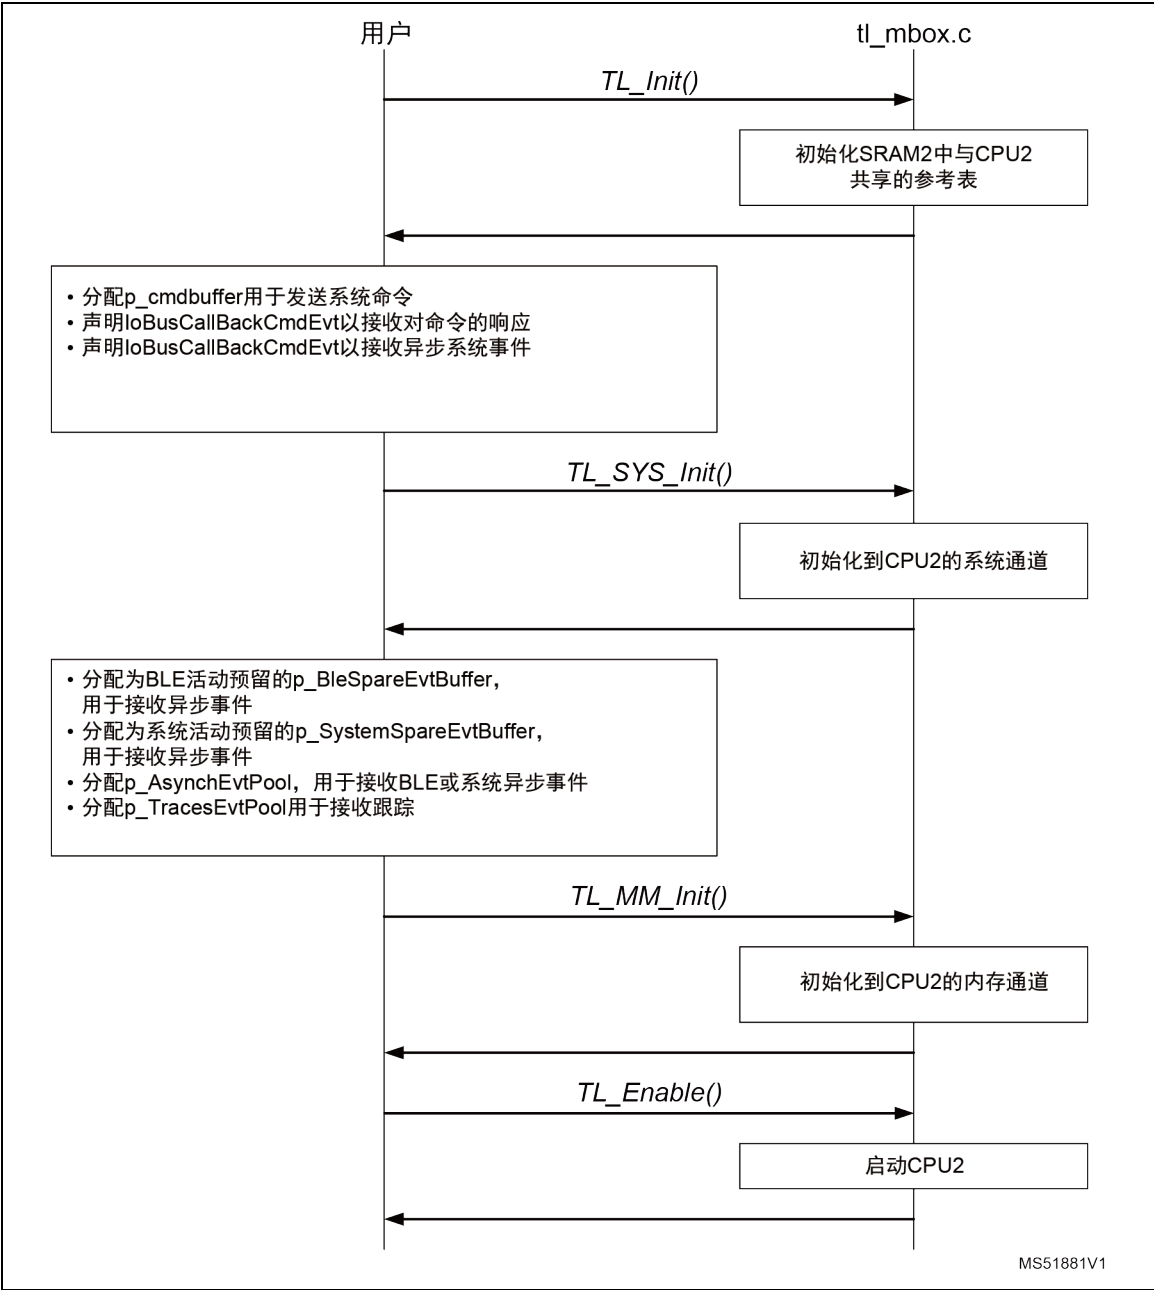 用户
tl_mbox.c
TL_Init()
初始化SRAM2中与CPU2
共享的参考表
• 分配p_cmdbuffer用于发送系统命令
• 声明IoBusCallBackCmdEvt以接收对命令的响应
• 声明IoBusCallBackCmdEvt以接收异步系统事件
TL_SYS_Init()
初始化到CPU2的系统通道
• 分配为BLE活动预留的p_BleSpareEvtBuffer，
用于接收异步事件
• 分配为系统活动预留的p_SystemSpareEvtBuffer，
用于接收异步事件
• 分配p_AsynchEvtPool，用于接收BLE或系统异步事件
• 分配p_TracesEvtPool用于接收跟踪
TL_MM_Init()
初始化到CPU2的内存通道
TL_Enable()
启动CPU2
MS51881V1